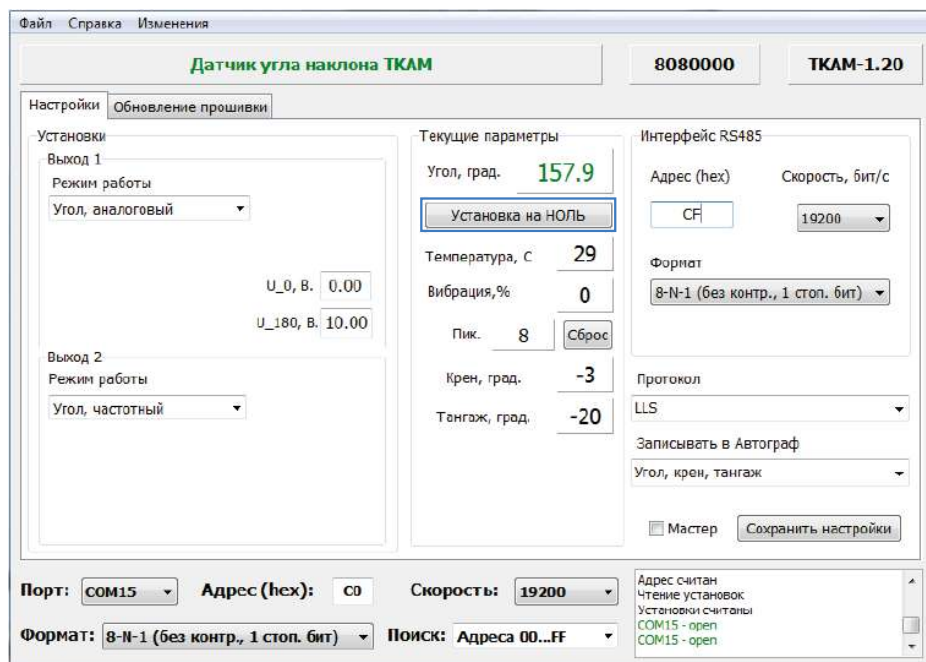 Файл Справка Изменения
Датчик угла наклона ТКАМ
8080000
ТКАМ-1.20
Настройки
Обновление прошивки
Установки
Выход 1
Режим работы
Угол, аналоговый
U_0, В. 0.00
U_180, В. 10.00
Выход 2
Режим работы
Угол, частотный
Текущие параметры
Угол, град. 157.9
Установка на НОЛЬ
Температура, С 29
Вибрация,% 0
Пик. 8 Сброс
Крен, град. -3
Тангаж, град. -20
Интерфейс RS485
Адрес (hex) Скорость, бит/с
CF 19200
Формат
8-N-1 (без контр., 1 стоп. бит)
Протокол
LLS
Записывать в Автограф
Угол, крен, тангаж
Мастер Сохранить настройки
Порт: COM15 Адрес (hex): C0 Скорость: 19200
Формат: 8-N-1 (без контр., 1 стоп. бит) Поиск: Адреса 00...FF
Адрес считан
Чтение установок
Установки считаны
COM15 - open
COM15 - open